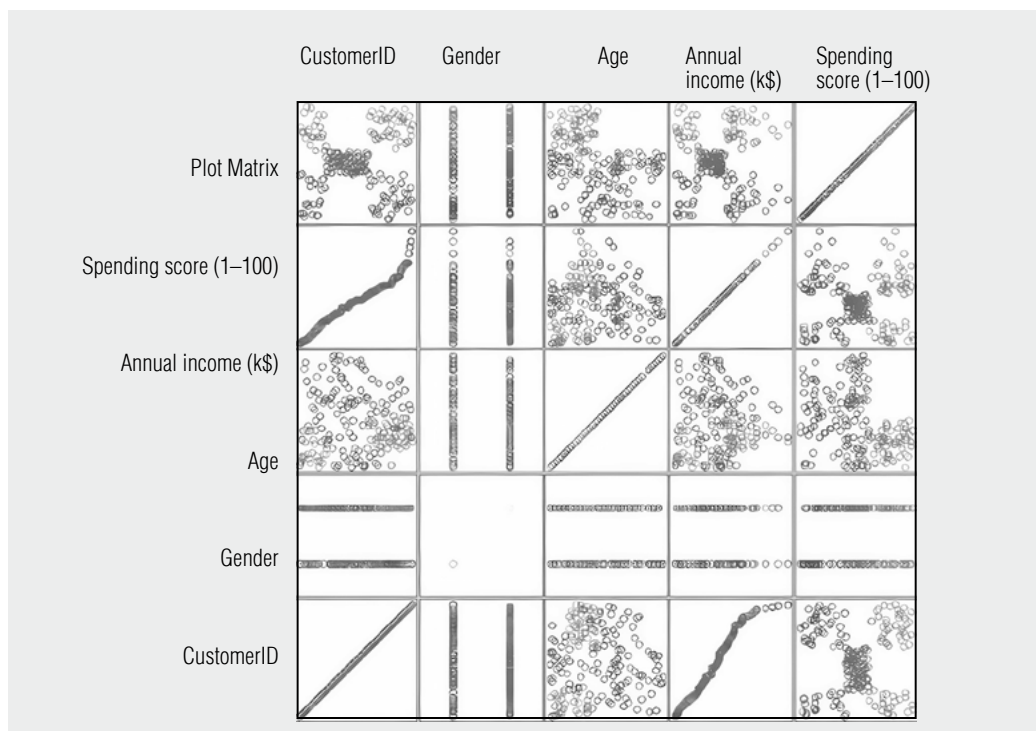 CustomerID Gender Age Annual Spending
income (k$) score (1–100)
Plot Matrix
Spending score (1–100)
Annual income (k$)
Age
Gender
CustomerID